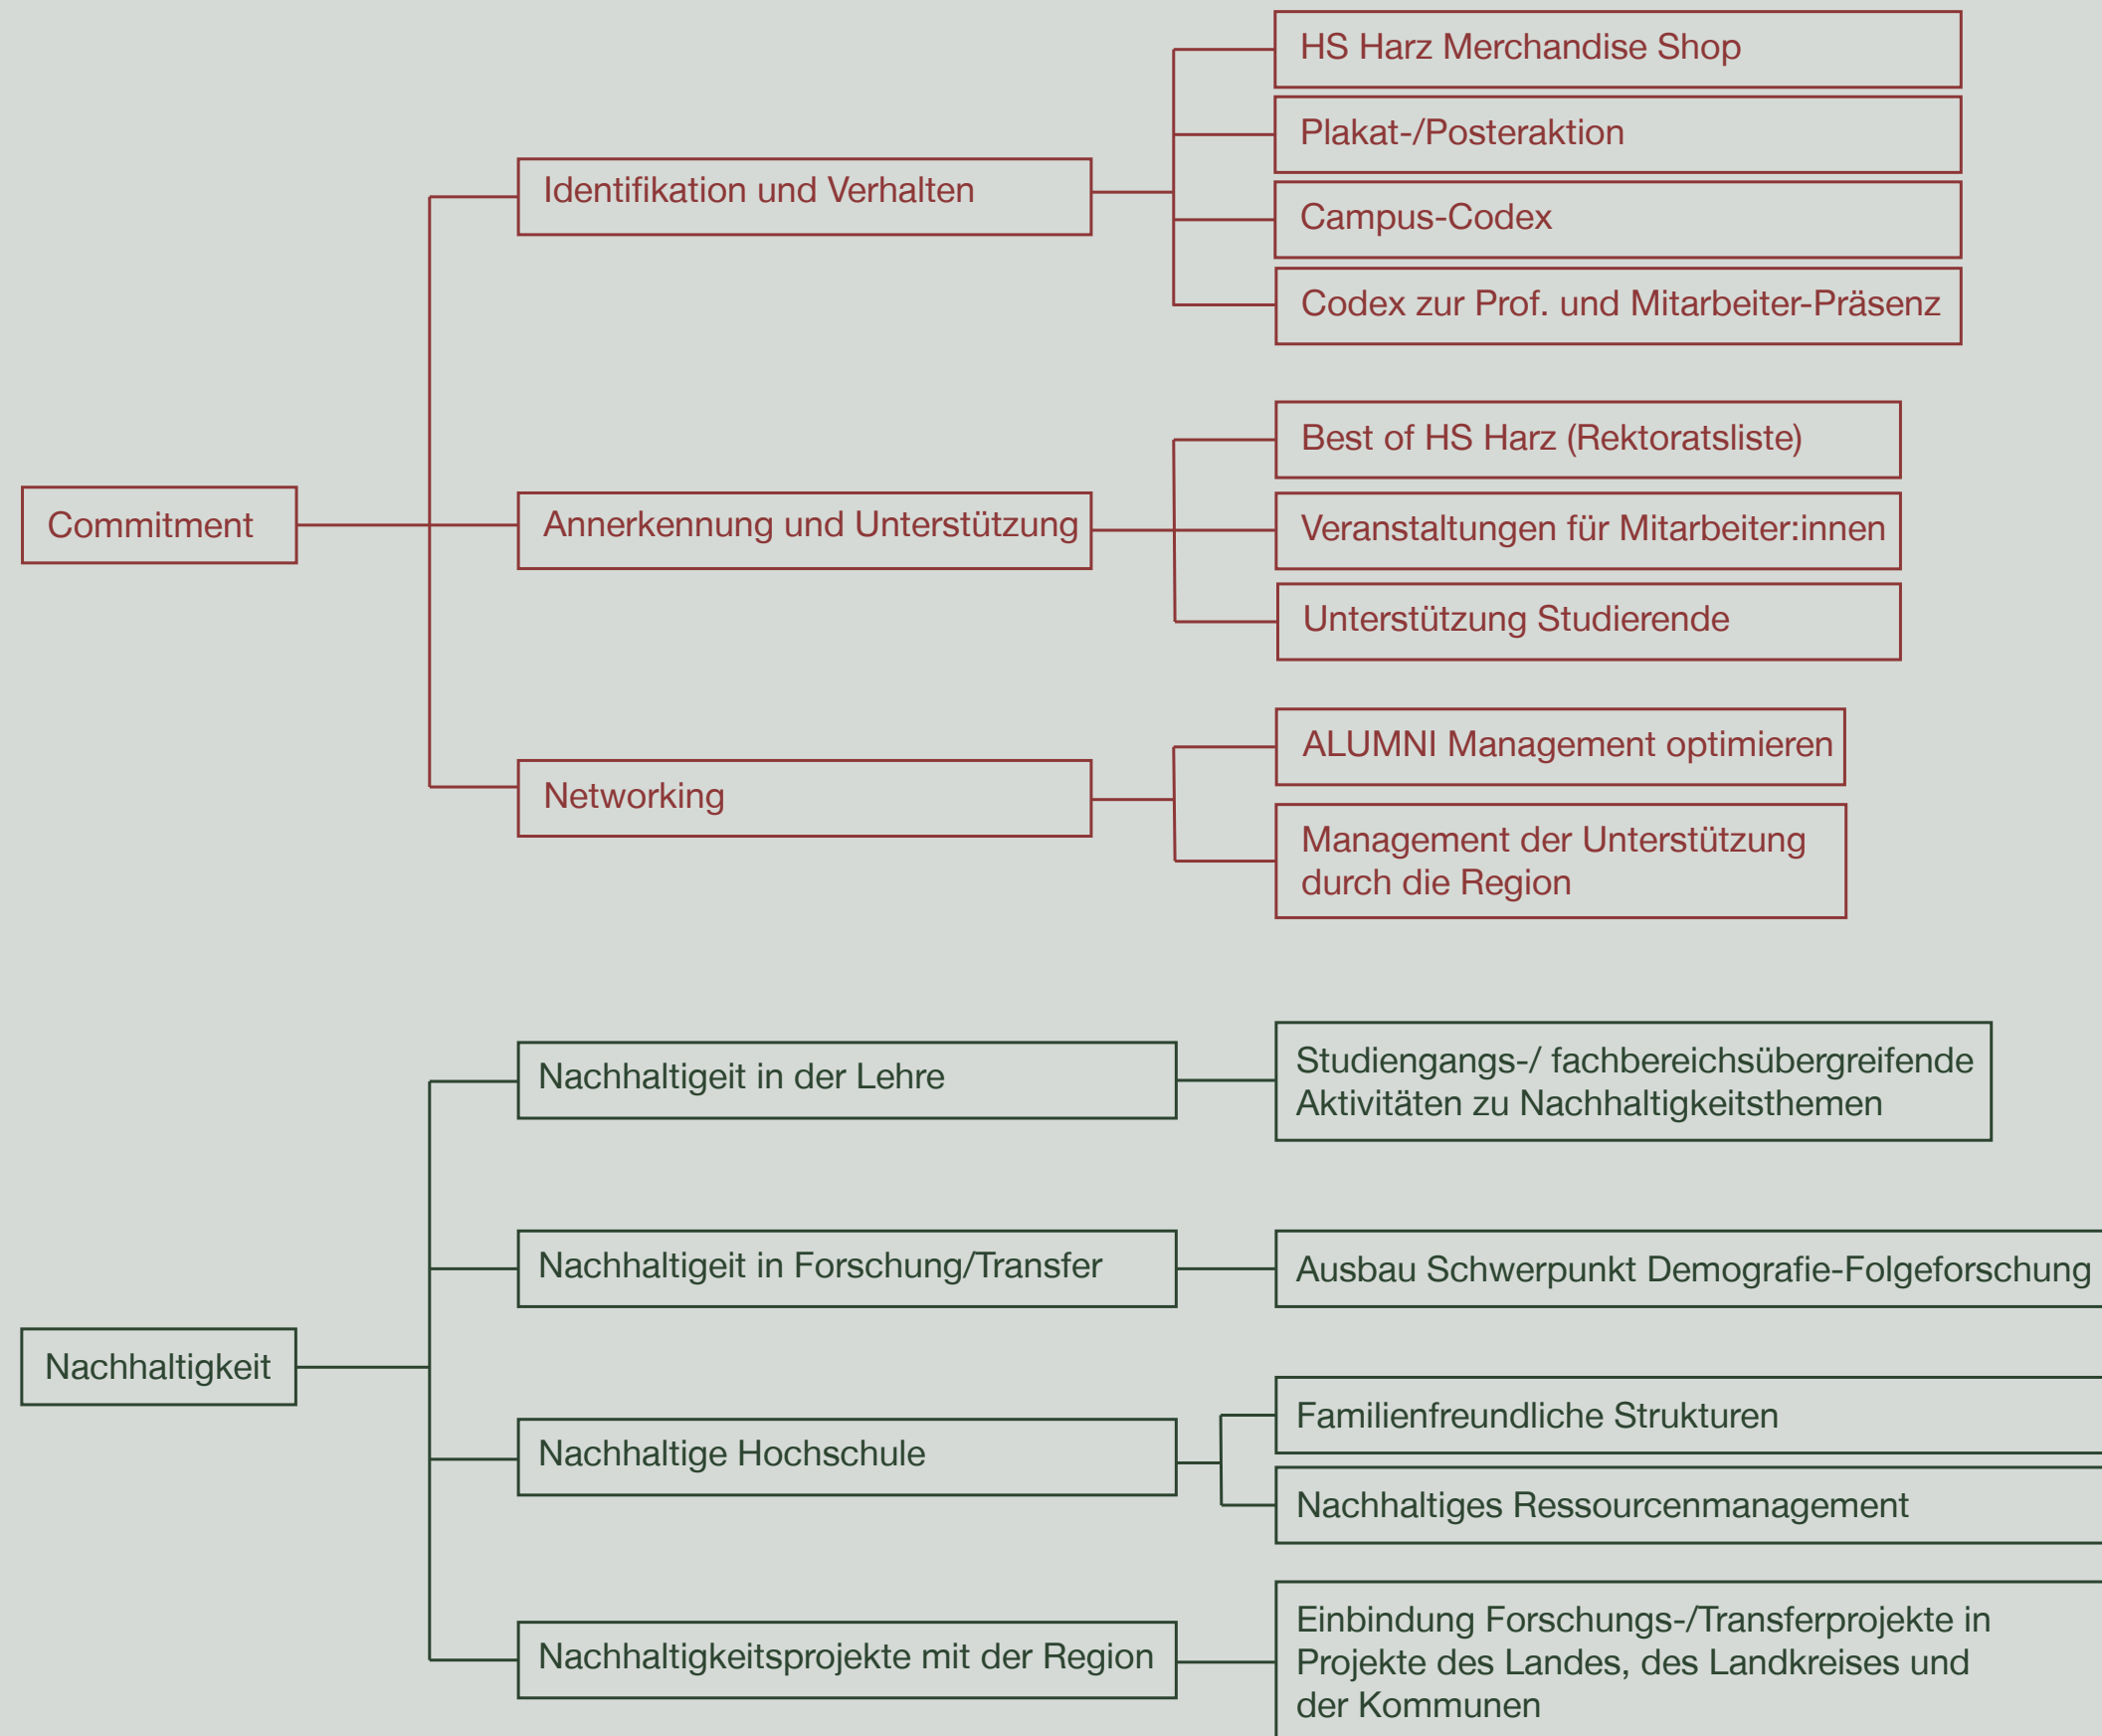 Commitment
Identifikation und Verhalten
HS Harz Merchandise Shop
Plakat-/Posteraktion
Campus-Codex
Codex zur Prof. und Mitarbeiter-Präsenz
Annerkennung und Unterstützung
Best of HS Harz (Rektoratsliste)
Veranstaltungen für Mitarbeiter:innen
Unterstützung Studierende
Networking
ALUMNI Management optimieren
Management der Unterstützung
durch die Region
Nachhaltigkeit
Nachhaltigeit in der Lehre
Studiengangs-/ fachbereichsübergreifende
Aktivitäten zu Nachhaltigkeitsthemen
Nachhaltigeit in Forschung/Transfer
Ausbau Schwerpunkt Demografie-Folgeforschung
Nachhaltige Hochschule
Familienfreundliche Strukturen
Nachhaltiges Ressourcenmanagement
Nachhaltigkeitsprojekte mit der Region
Einbindung Forschungs-/Transferprojekte in
Projekte des Landes, des Landkreises und
der Kommunen